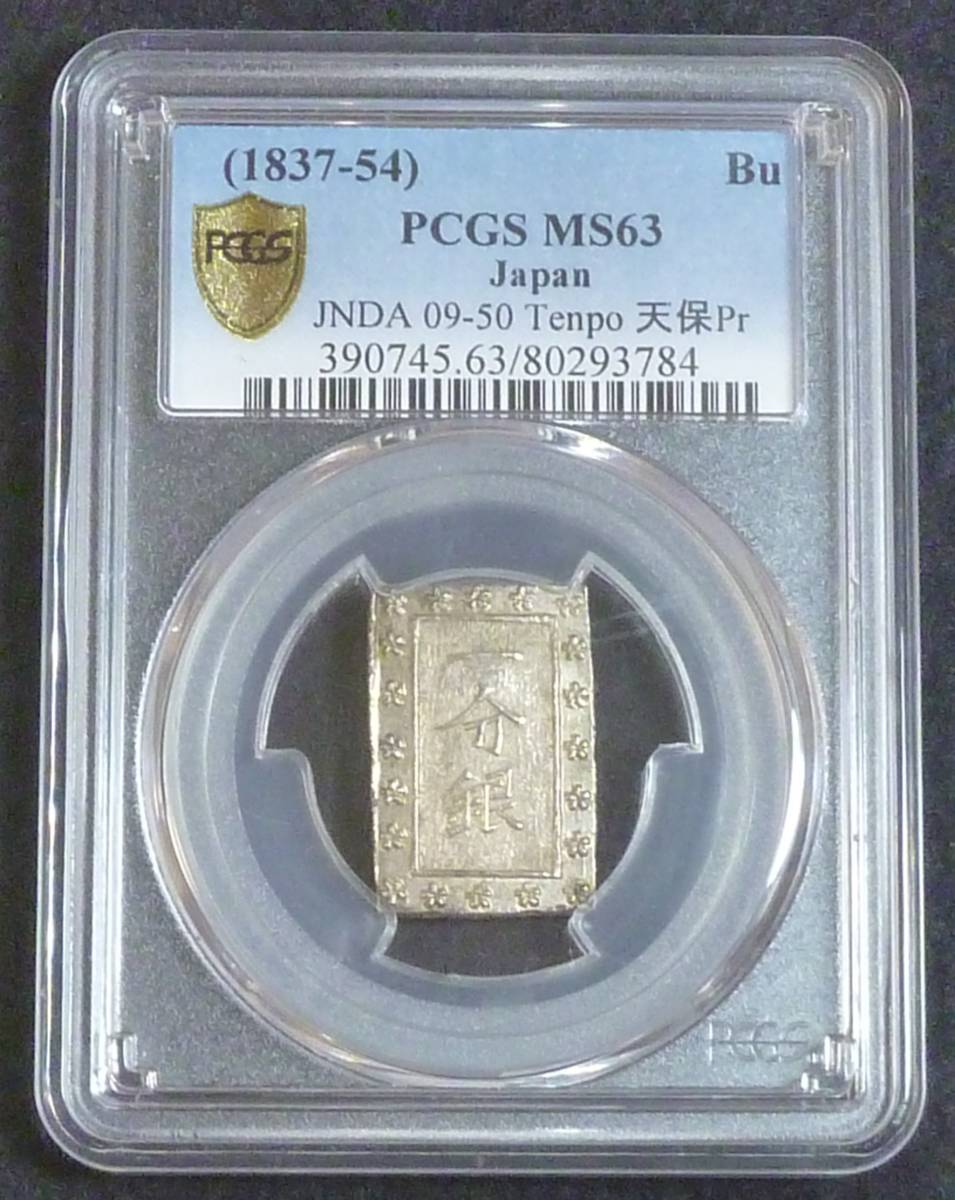 (1837-54) Bu
PCGS
PCGS MS63
Japan
JNDA 09-50 Tenpo 天保Pr
390745.63/80293784
一
分
銀
PCGS